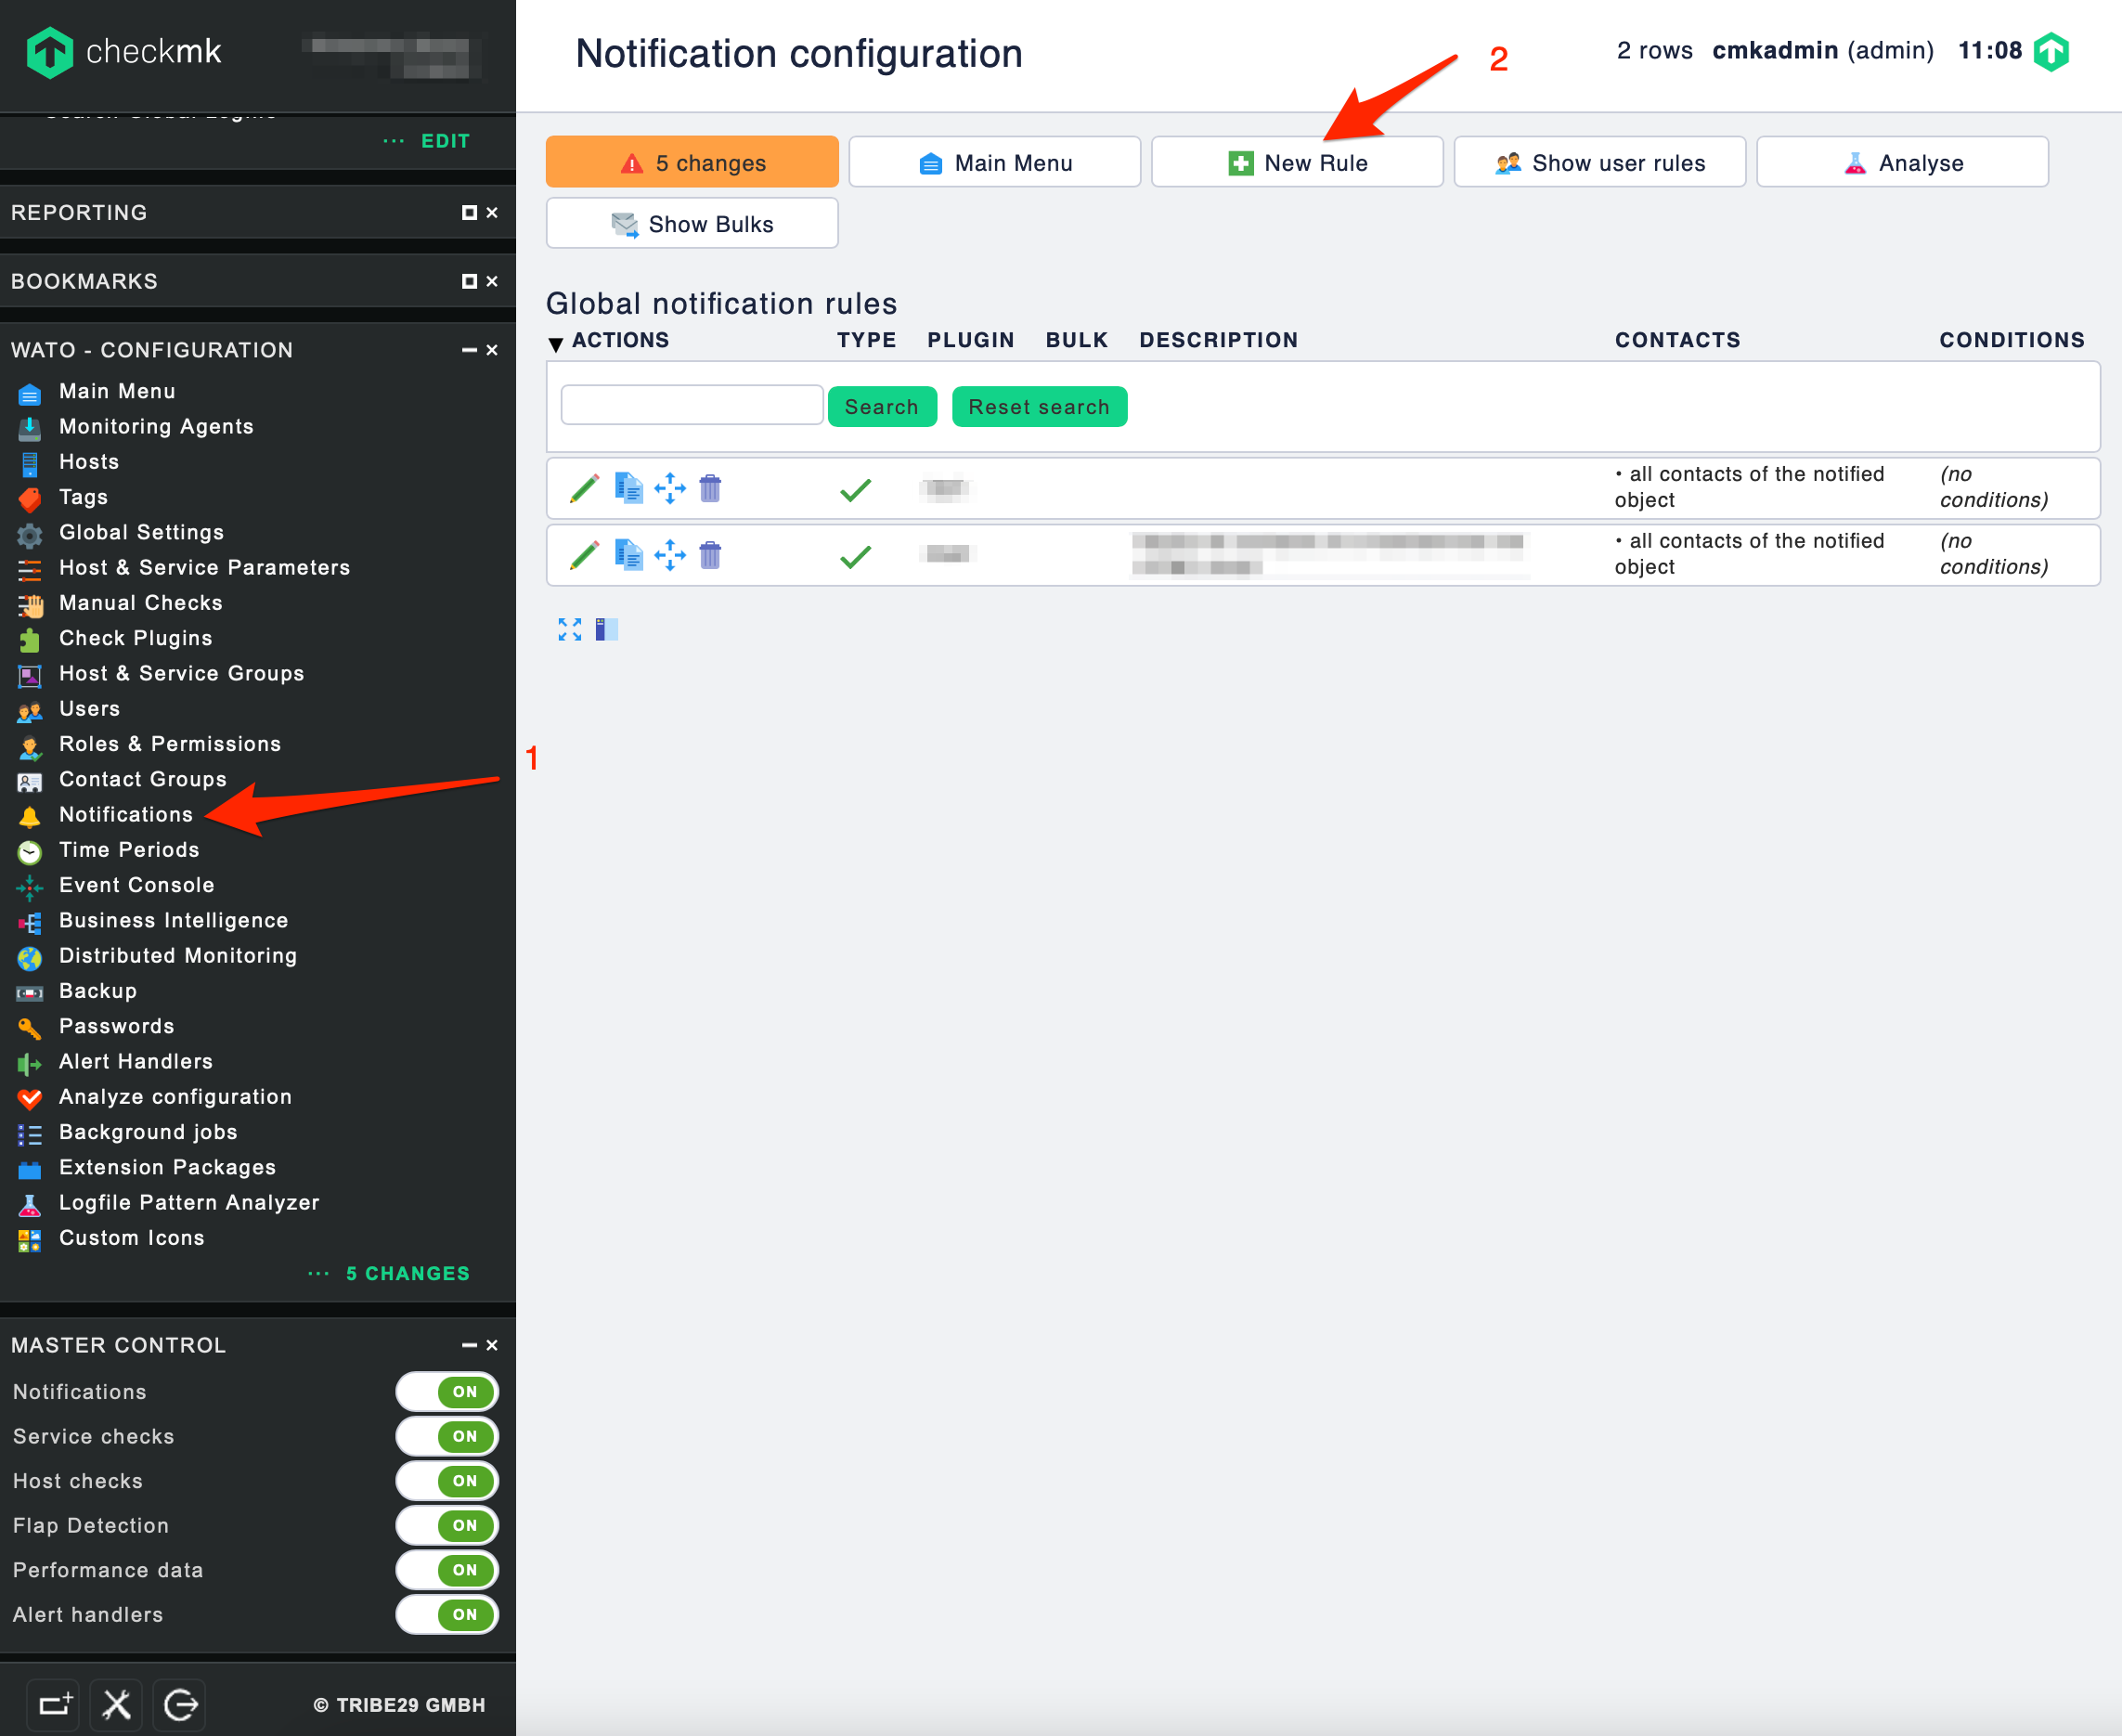 checkmk
EDIT
REPORTING
BOOKMARKS
WATO - CONFIGURATION
Main Menu
Monitoring Agents
Hosts
Tags
Global Settings
Host & Service Parameters
Manual Checks
Check Plugins
Host & Service Groups
Users
Roles & Permissions
Contact Groups
Notifications
Time Periods
Event Console
Business Intelligence
Distributed Monitoring
Backup
Passwords
Alert Handlers
Analyze configuration
Background jobs
Extension Packages
Logfile Pattern Analyzer
Custom Icons
5 CHANGES
MASTER CONTROL
Notifications ON
Service checks ON
Host checks ON
Flap Detection ON
Performance data ON
Alert handlers ON
© TRIBE29 GMBH
1
Notification configuration
2
2 rows cmkadmin (admin) 11:08
5 changes Main Menu New Rule Show user rules Analyse
Show Bulks
Global notification rules
ACTIONS TYPE PLUGIN BULK DESCRIPTION CONTACTS CONDITIONS
Search Reset search
• all contacts of the notified
object
(no
conditions)
• all contacts of the notified
object
(no
conditions)